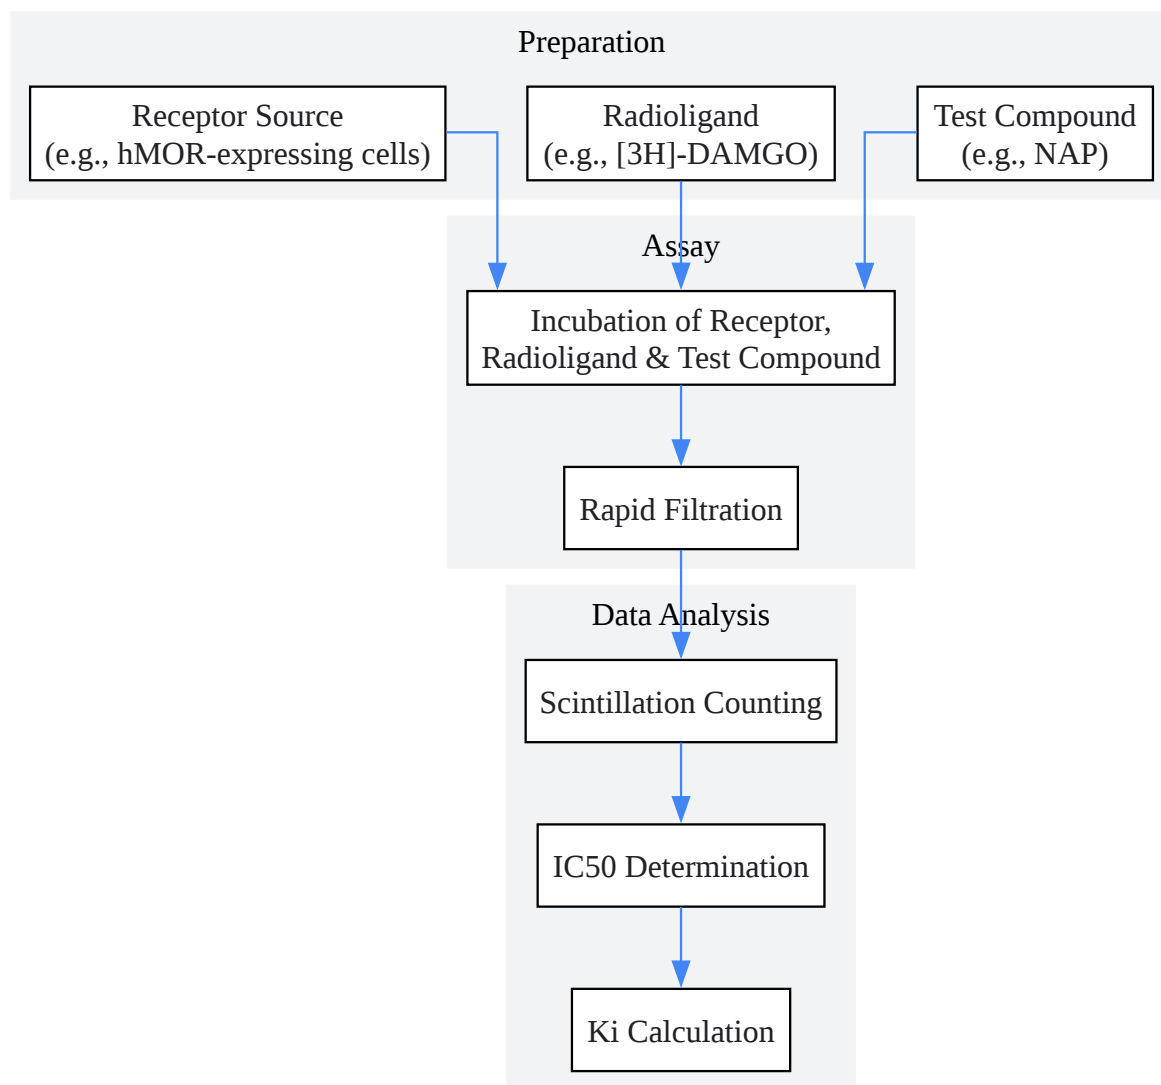 Preparation
Receptor Source
(e.g., hMOR-expressing cells)
Radioligand
(e.g., [3H]-DAMGO)
Test Compound
(e.g., NAP)
Assay
Incubation of Receptor,
Radioligand & Test Compound
Rapid Filtration
Data Analysis
Scintillation Counting
IC50 Determination
Ki Calculation